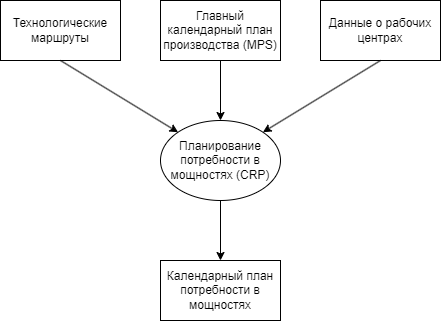 Технологические
маршруты
Главный
календарный план
производства (MPS)
Данные о рабочих
центрах
Планирование
потребности в
мощностях (CRP)
Календарный план
потребности в
мощностях